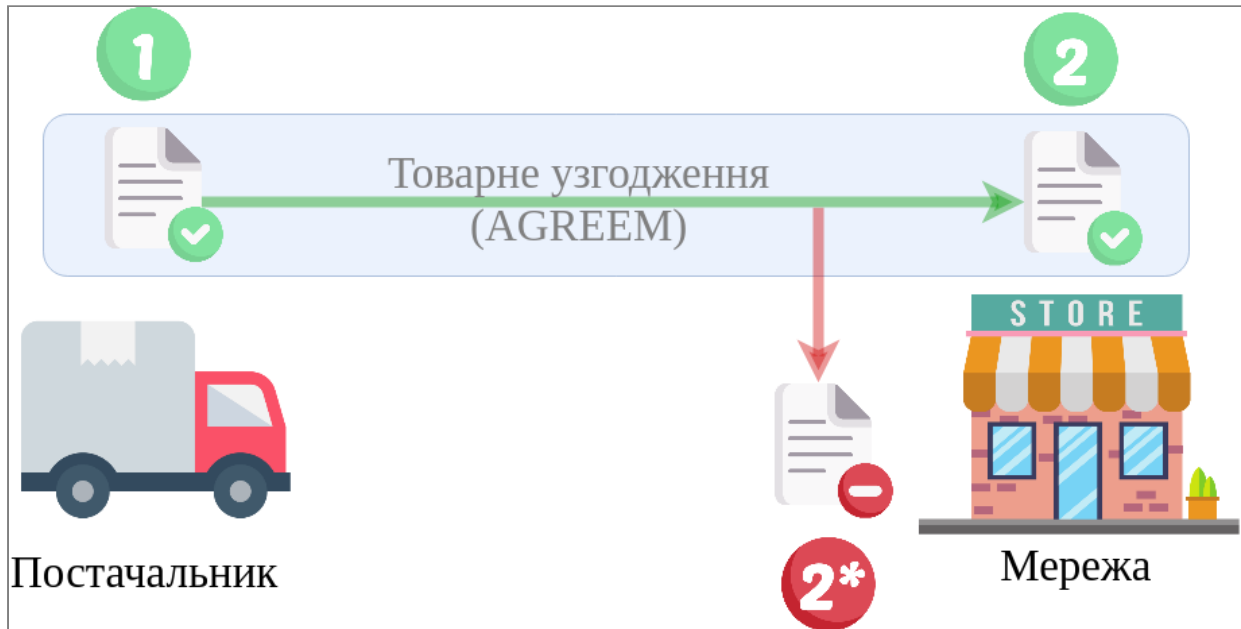 1
2
Товарне узгодження
(AGREEM)
STORE
Постачальник
Мережа
2*